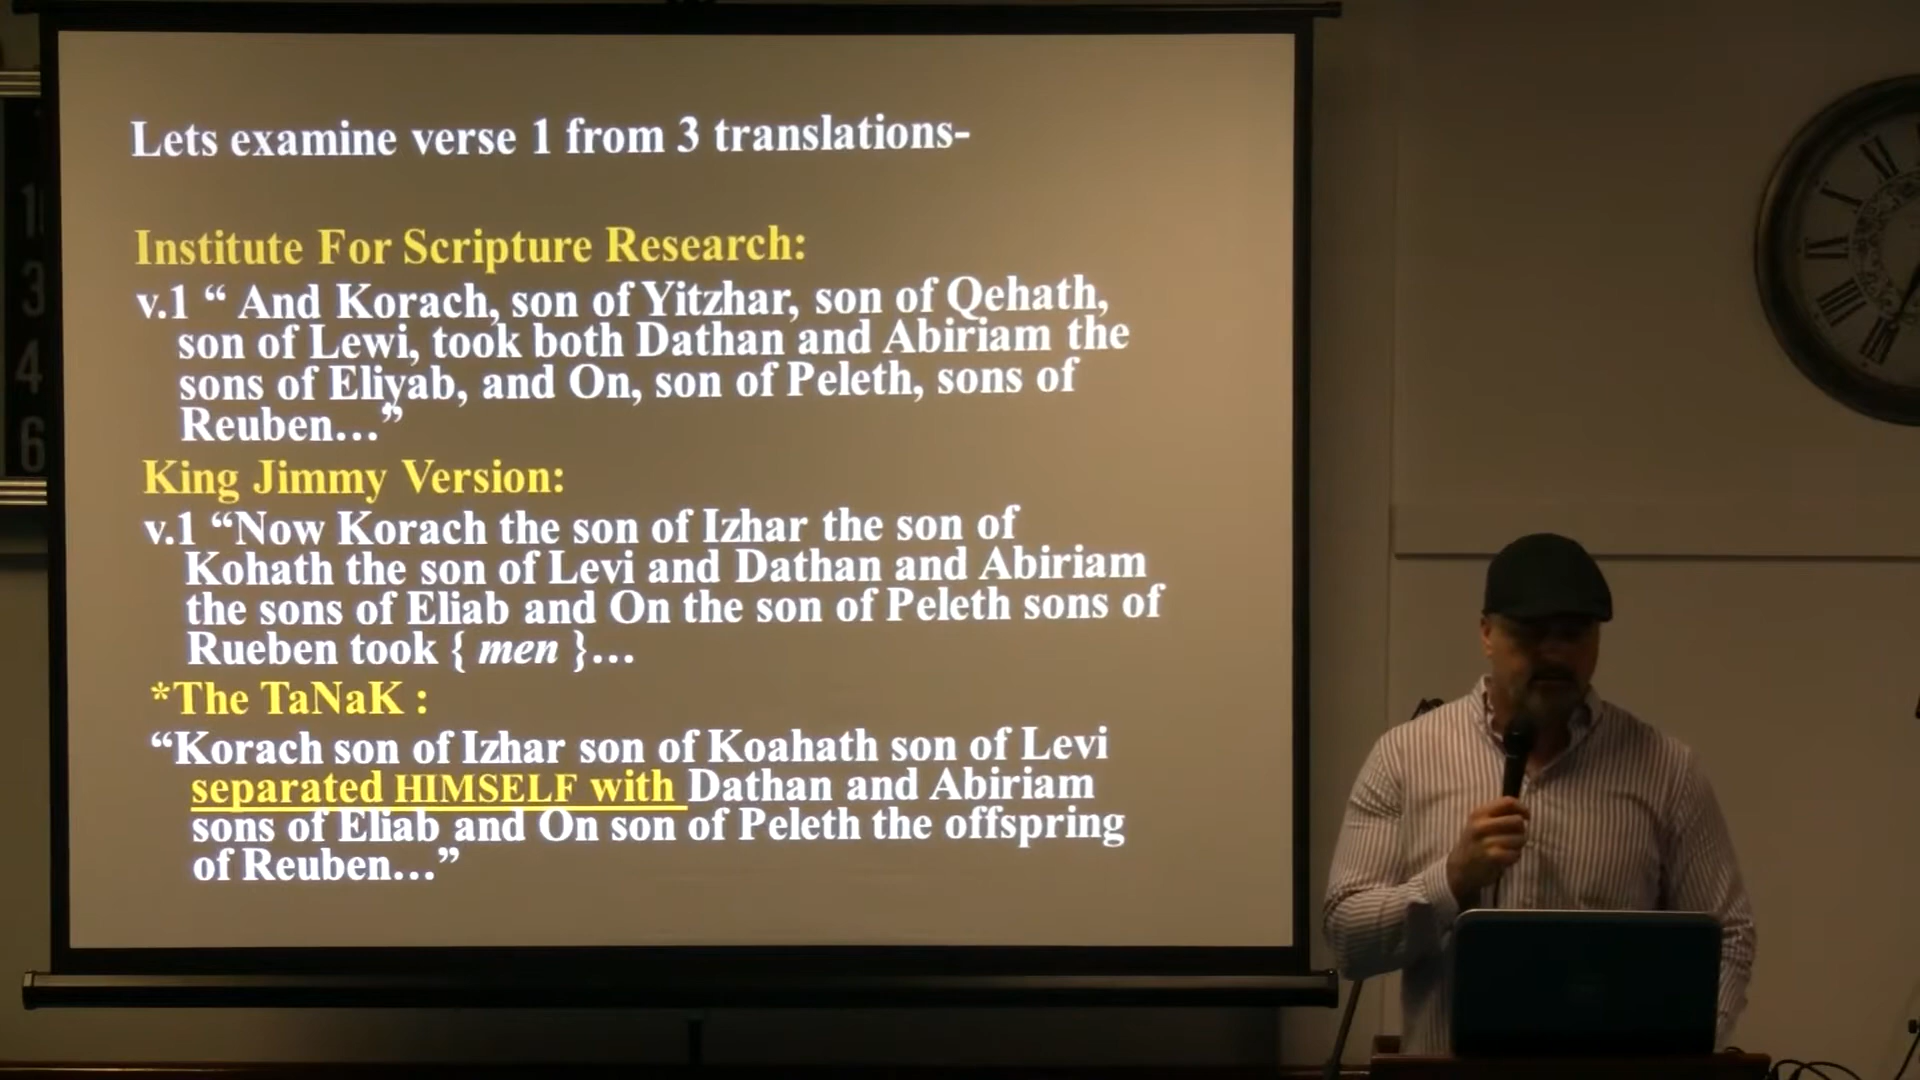 Lets examine verse 1 from 3 translations-
Institute For Scripture Research:
v.1 “ And Korach, son of Yitzhar, son of Qehath,
son of Lewi, took both Dathan and Abiriam the
sons of Eliyab, and On, son of Peleth, sons of
Reuben…”
King Jimmy Version:
v.1 “Now Korach the son of Izhar the son of
Kohath the son of Levi and Dathan and Abiriam
the sons of Eliab and On the son of Peleth sons of
Rueben took { men }…
*The TaNaK :
“Korach son of Izhar son of Koahath son of Levi
separated HIMSELF with Dathan and Abiriam
sons of Eliab and On son of Peleth the offspring
of Reuben…”
1
3
4
6